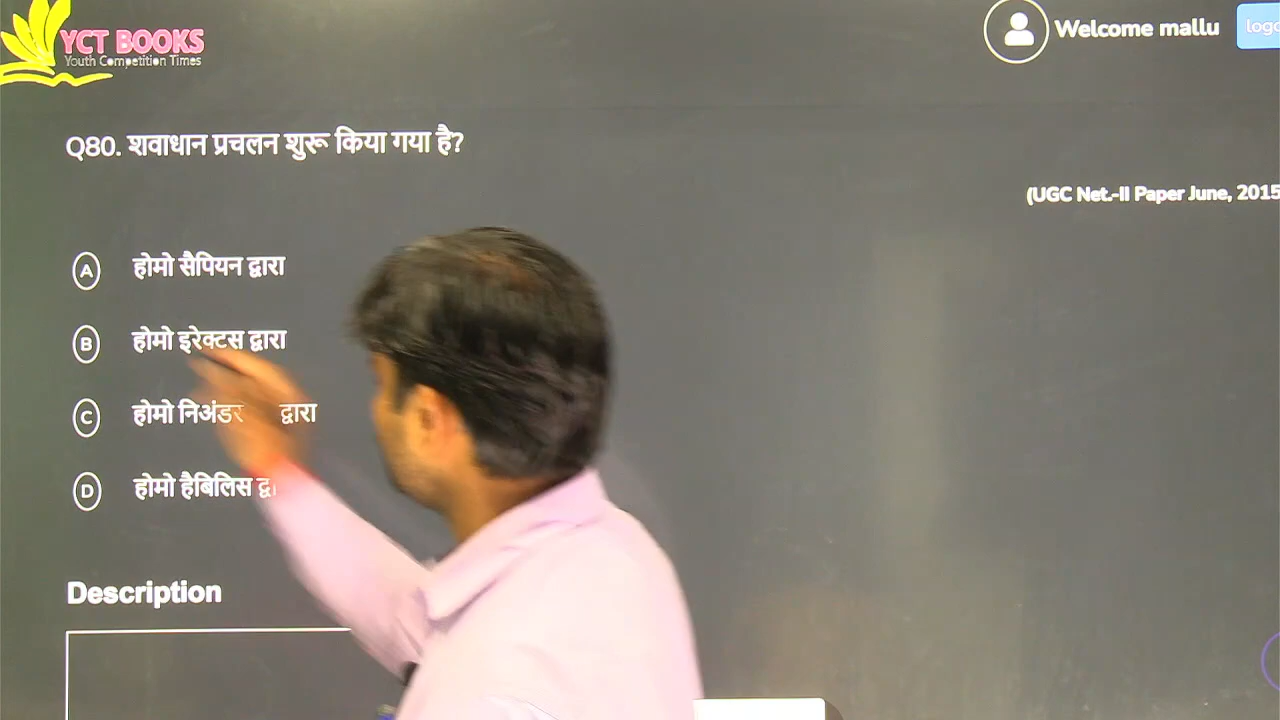 YCT BOOKS
Youth Competition Times
Welcome mallu
Q80. शवाधान प्रचलन शुरू किया गया है?
(UGC Net.-II Paper June, 2015
A होमो सैपियन द्वारा
B होमो इरेक्टस द्वारा
C होमो द्वारा
D होमो हैबिलिस
Description